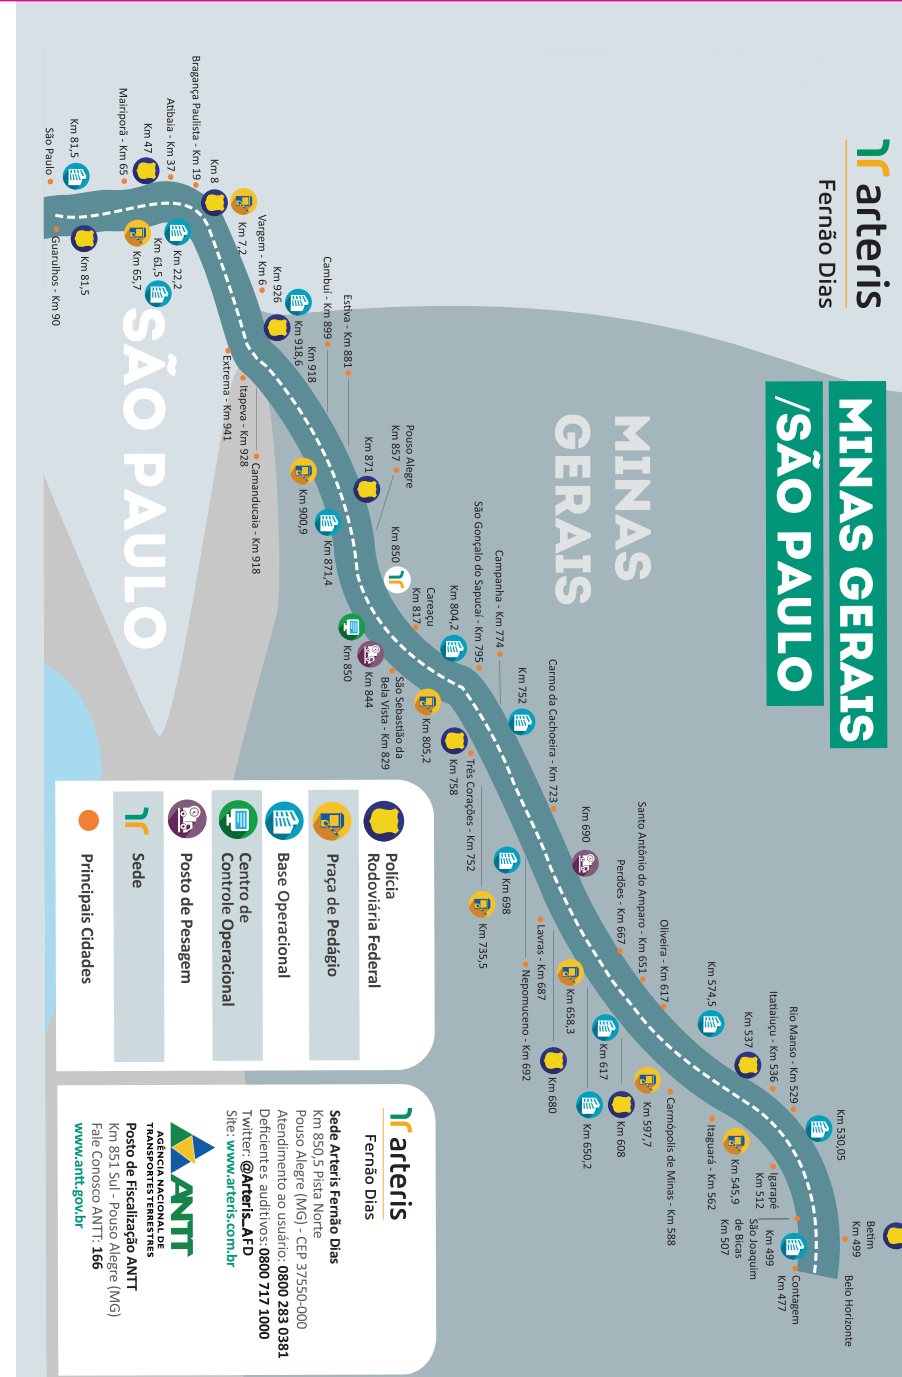 arteris
Fernão Dias
MINAS GERAIS
/SÃO PAULO
MINAS
GERAIS
SÃO PAULO
São Paulo
Km 81,5
Mairiporã - Km 65
Km 47
Atibaia - Km 37
Bragança Paulista - Km 19
Km 8
Km 7,2
Vargem - Km 6
Km 926
Km 918,6
Km 918
Cambuí - Km 899
Estiva - Km 881
Km 871
Pouso Alegre
Km 857
Km 850
Careaçu
Km 817
Km 804,2
São Gonçalo do Sapucaí - Km 795
Campanha - Km 774
Km 752
Carmo da Cachoeira - Km 723
Km 690
Perdões - Km 667
Santo Antônio do Amparo - Km 651
Oliveira - Km 617
Km 574,5
Km 537
Itatiaiuçu - Km 536
Rio Manso - Km 529
Km 530,05
Betim
Km 499
Belo Horizonte
Guarulhos - Km 90
Km 81,5
Km 65,7
Km 61,5
Km 22,2
Extrema - Km 941
Itapeva - Km 928
Camanducaia - Km 918
Km 900,9
Km 871,4
Km 850
Km 844
São Sebastião da
Bela Vista - Km 829
Km 805,2
Km 758
Três Corações - Km 752
Km 735,5
Km 698
Nepomuceno - Km 692
Lavras - Km 687
Km 680
Km 658,3
Km 650,2
Km 617
Km 608
Km 597,7
Carmópolis de Minas - Km 588
Itaguará - Km 562
Km 545,9
Igarapé
Km 512
São Joaquim
de Bicas
Km 507
Km 499
Contagem
Km 477
Polícia
Rodoviária Federal
Praça de Pedágio
Base Operacional
Centro de
Controle Operacional
Posto de Pesagem
Sede
Principais Cidades
arteris
Fernão Dias
Sede Arteris Fernão Dias
Km 850,5 Pista Norte
Pouso Alegre (MG) - CEP 37550-000
Atendimento ao usuário: 0800 283 0381
Deficientes auditivos: 0800 717 1000
Twitter: @Arteris_AFD
Site: www.arteris.com.br
ANTT
AGÊNCIA NACIONAL DE
TRANSPORTES TERRESTRES
Posto de Fiscalização ANTT
Km 851 Sul - Pouso Alegre (MG)
Fale Conosco ANTT: 166
www.antt.gov.br